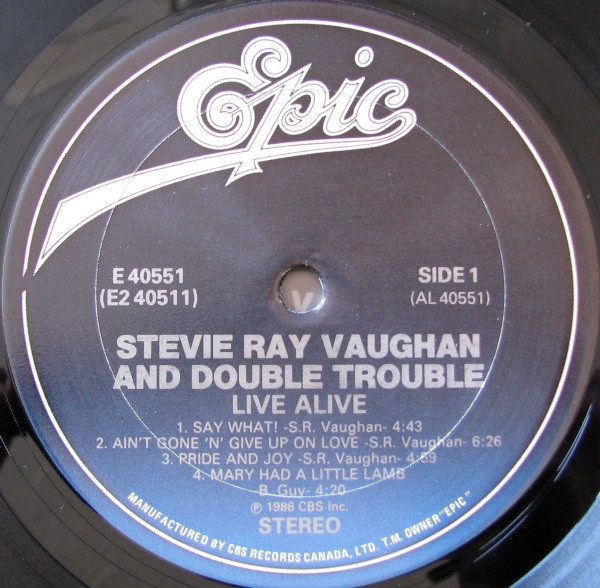 Epic
E 40551
(E2 40511)
SIDE 1
(AL 40551)
STEVIE RAY VAUGHAN
AND DOUBLE TROUBLE
LIVE ALIVE
1. SAY WHAT! -S.R. Vaughan- 4:43
2. AIN'T GONE 'N' GIVE UP ON LOVE -S.R. Vaughan- 6:26
3. PRIDE AND JOY -S.R. Vaughan- 4:59
4. MARY HAD A LITTLE LAMB
B. Guy- 4:20
℗ 1986 CBS Inc.
STEREO
MANUFACTURED BY CBS RECORDS CANADA, LTD. T.M. OWNER "EPIC"